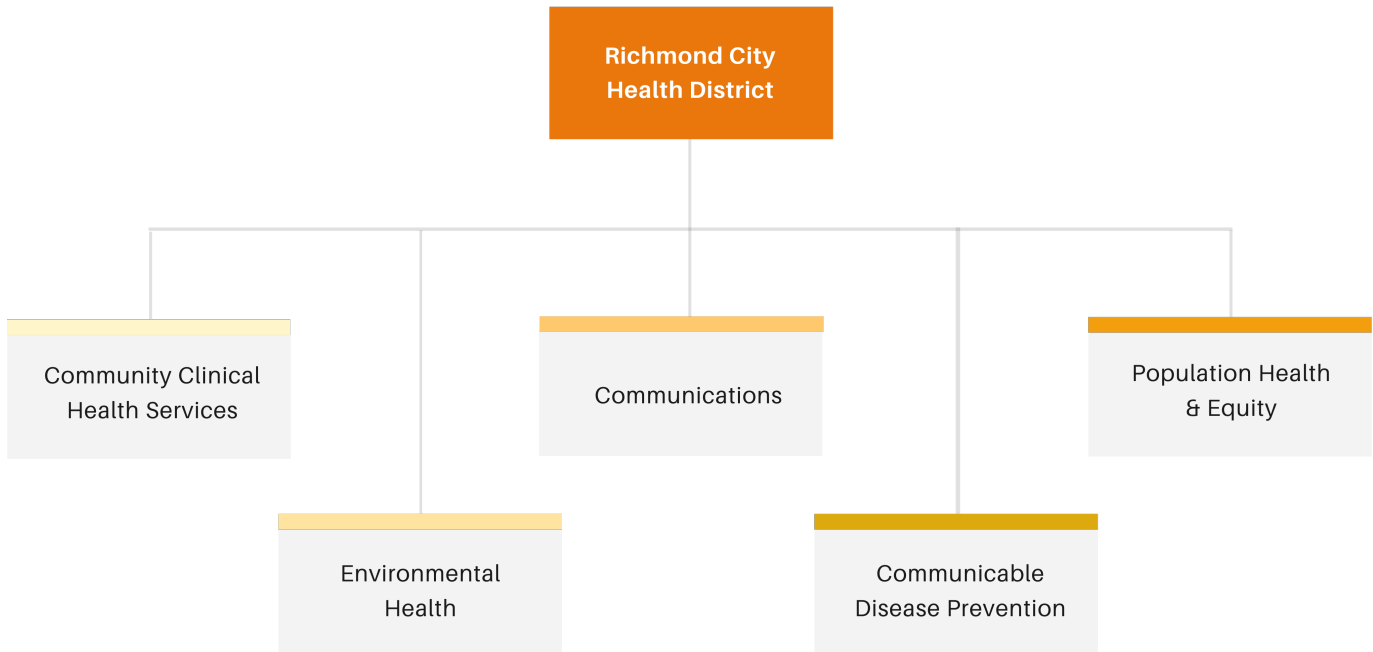 Richmond City
Health District
Community Clinical
Health Services
Communications
Population Health
& Equity
Environmental
Health
Communicable
Disease Prevention